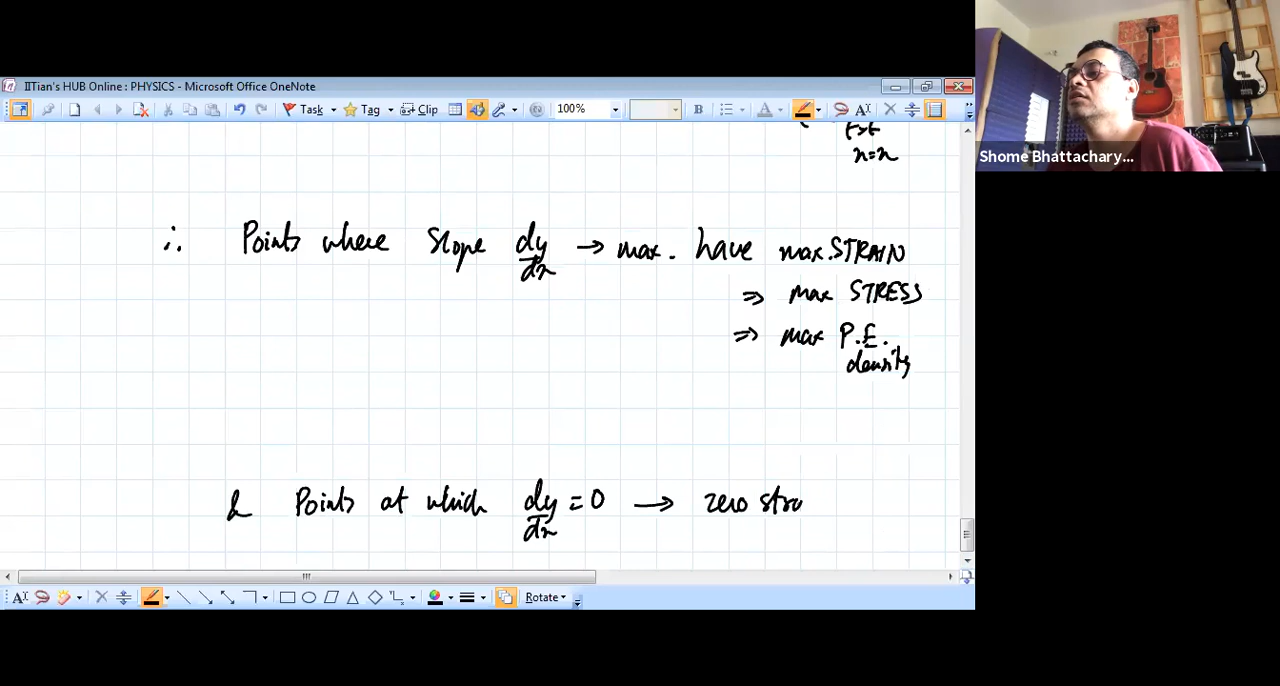 IITian's HUB Online : PHYSICS - Microsoft Office OneNote
Task Tag Clip 100% B A
Shome Bhattachary...
t=t
x=x
∴ Points where slope dy/dx → max. have max. STRAIN
⇒ max STRESS
⇒ max P.E. density
& Points at which dy/dx = 0 → zero stra
Rotate